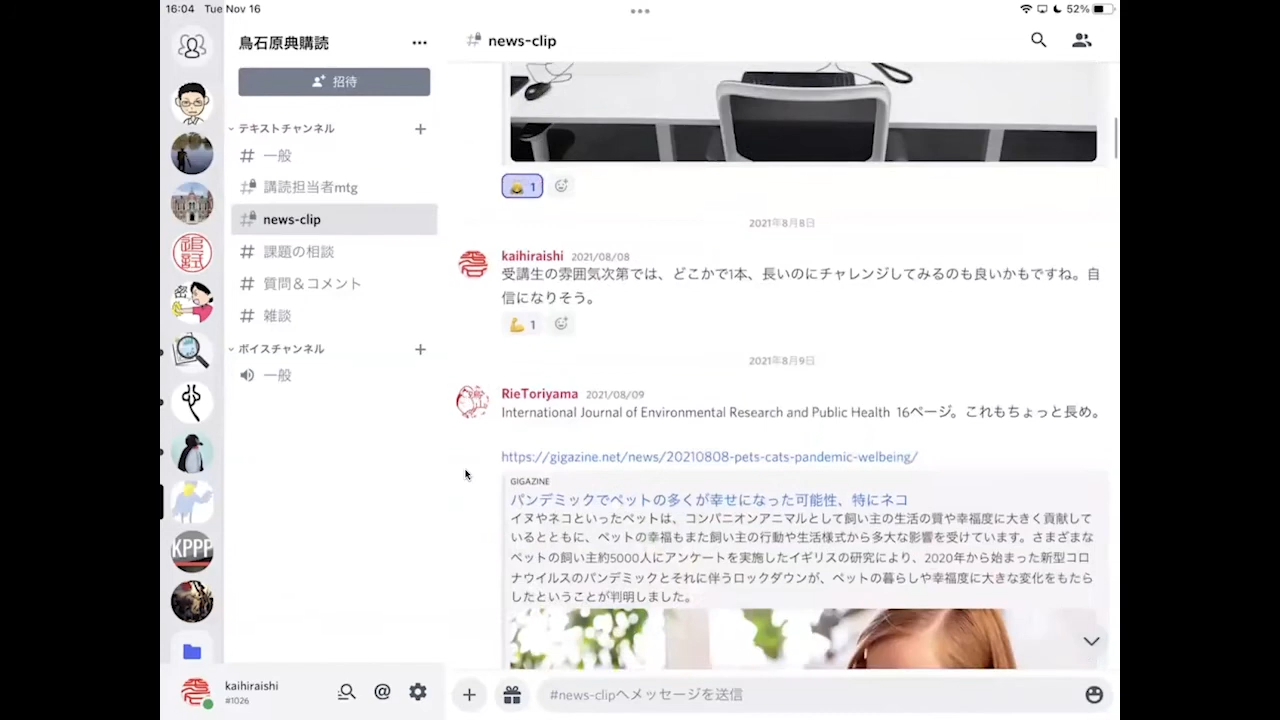 16:04 Tue Nov 16
52%
鳥石原典購読
招待
テキストチャンネル
一般
講読担当者mtg
news-clip
課題の相談
質問＆コメント
雑談
ボイスチャンネル
一般
KPPP
kaihiraishi
#1026
news-clip
1
2021年8月8日
kaihiraishi 2021/08/08
受講生の雰囲気次第では、どこかで1本、長いのにチャレンジしてみるのも良いかもですね。自
信になりそう。
1
2021年8月9日
RieToriyama 2021/08/09
International Journal of Environmental Research and Public Health 16ページ。これもちょっと長め。
https://gigazine.net/news/20210808-pets-cats-pandemic-welbeing/
GIGAZINE
パンデミックでペットの多くが幸せになった可能性、特にネコ
イヌやネコといったペットは、コンパニオンアニマルとして飼い主の生活の質や幸福度に大きく貢献して
いるとともに、ペットの幸福もまた飼い主の行動や生活様式から多大な影響を受けています。さまざまな
ペットの飼い主約5000人にアンケートを実施したイギリスの研究により、2020年から始まった新型コロ
ナウイルスのパンデミックとそれに伴うロックダウンが、ペットの暮らしや幸福度に大きな変化をもたら
したということが判明しました。
#news-clipへメッセージを送信